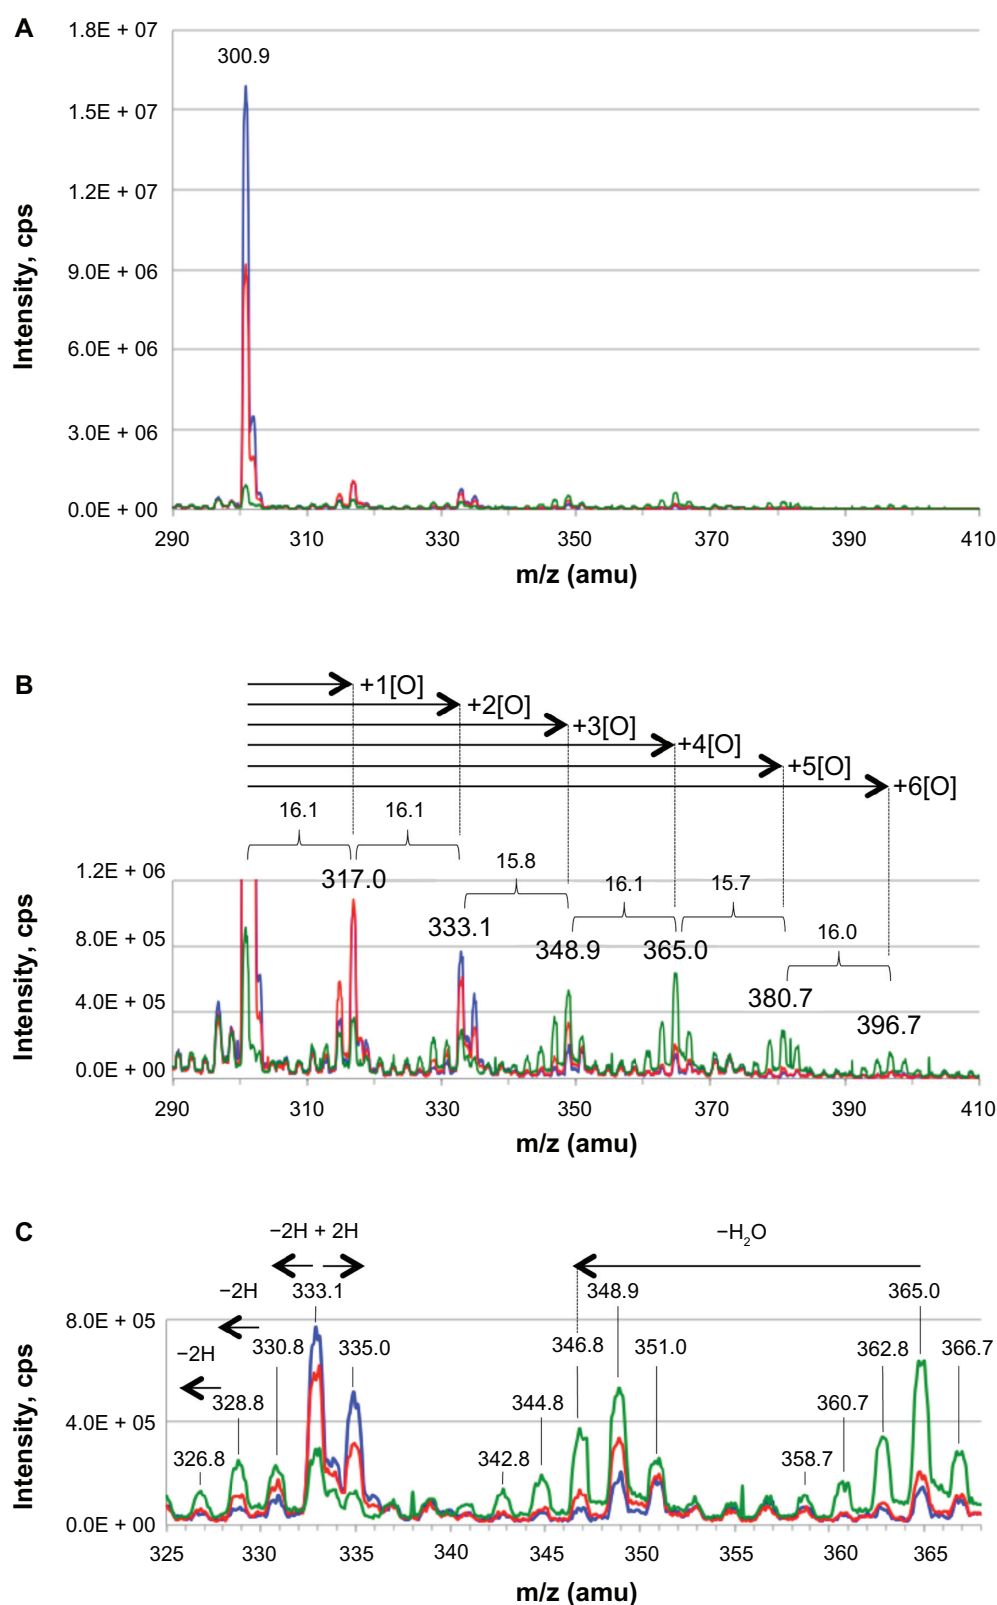 A
1.8E + 07
300.9
1.5E + 07
1.2E + 07
9.0E + 06
6.0E + 06
3.0E + 06
0.0E + 00
Intensity, cps
290 310 330 350 370 390 410
m/z (amu)
B
+1[O]
+2[O]
+3[O]
+4[O]
+5[O]
+6[O]
16.1 16.1
15.8 16.1 15.7
16.0
1.2E + 06
317.0
333.1
348.9 365.0
380.7
396.7
8.0E + 05
4.0E + 05
0.0E + 00
Intensity, cps
290 310 330 350 370 390 410
m/z (amu)
C
−2H + 2H
−H₂O
−2H 333.1 348.9 365.0
8.0E + 05
−2H 330.8 335.0 346.8 351.0 362.8 366.7
328.8 344.8 360.7
4.0E + 05
326.8 342.8 358.7
0.0E + 00
Intensity, cps
325 330 335 340 345 350 355 360 365
m/z (amu)